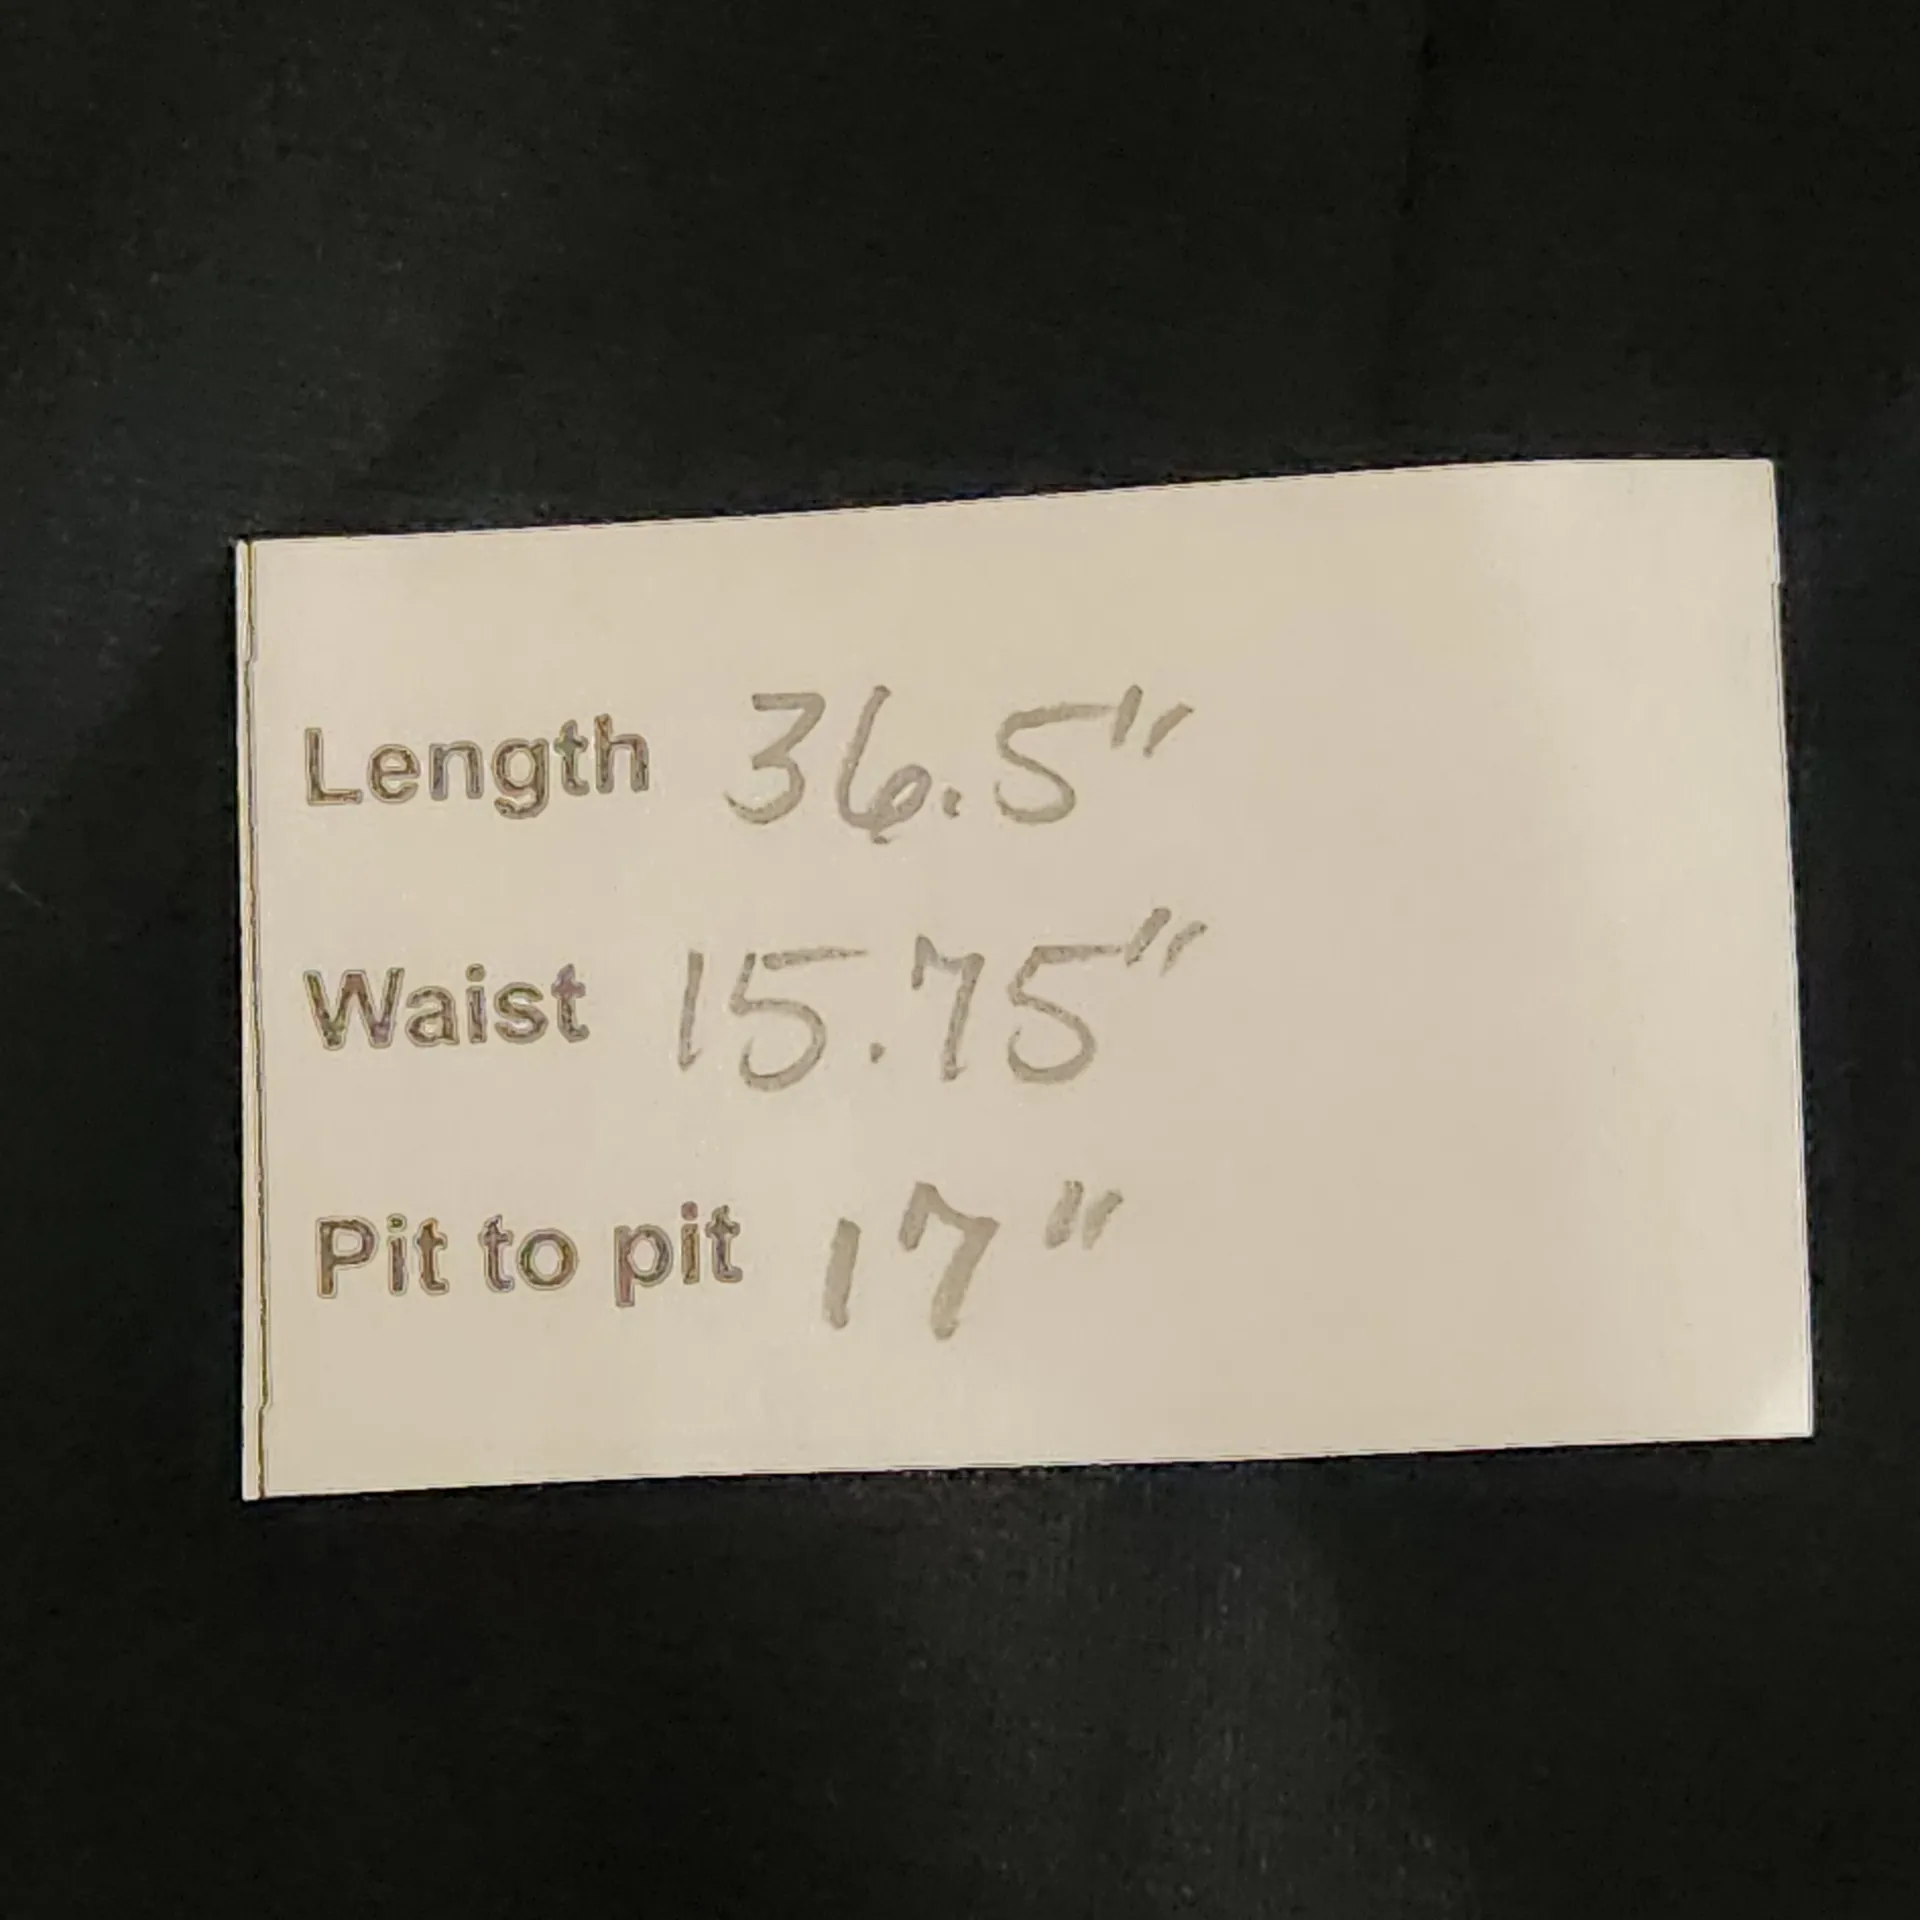 Length 36.5"
Waist 15.75"
Pit to pit 17"